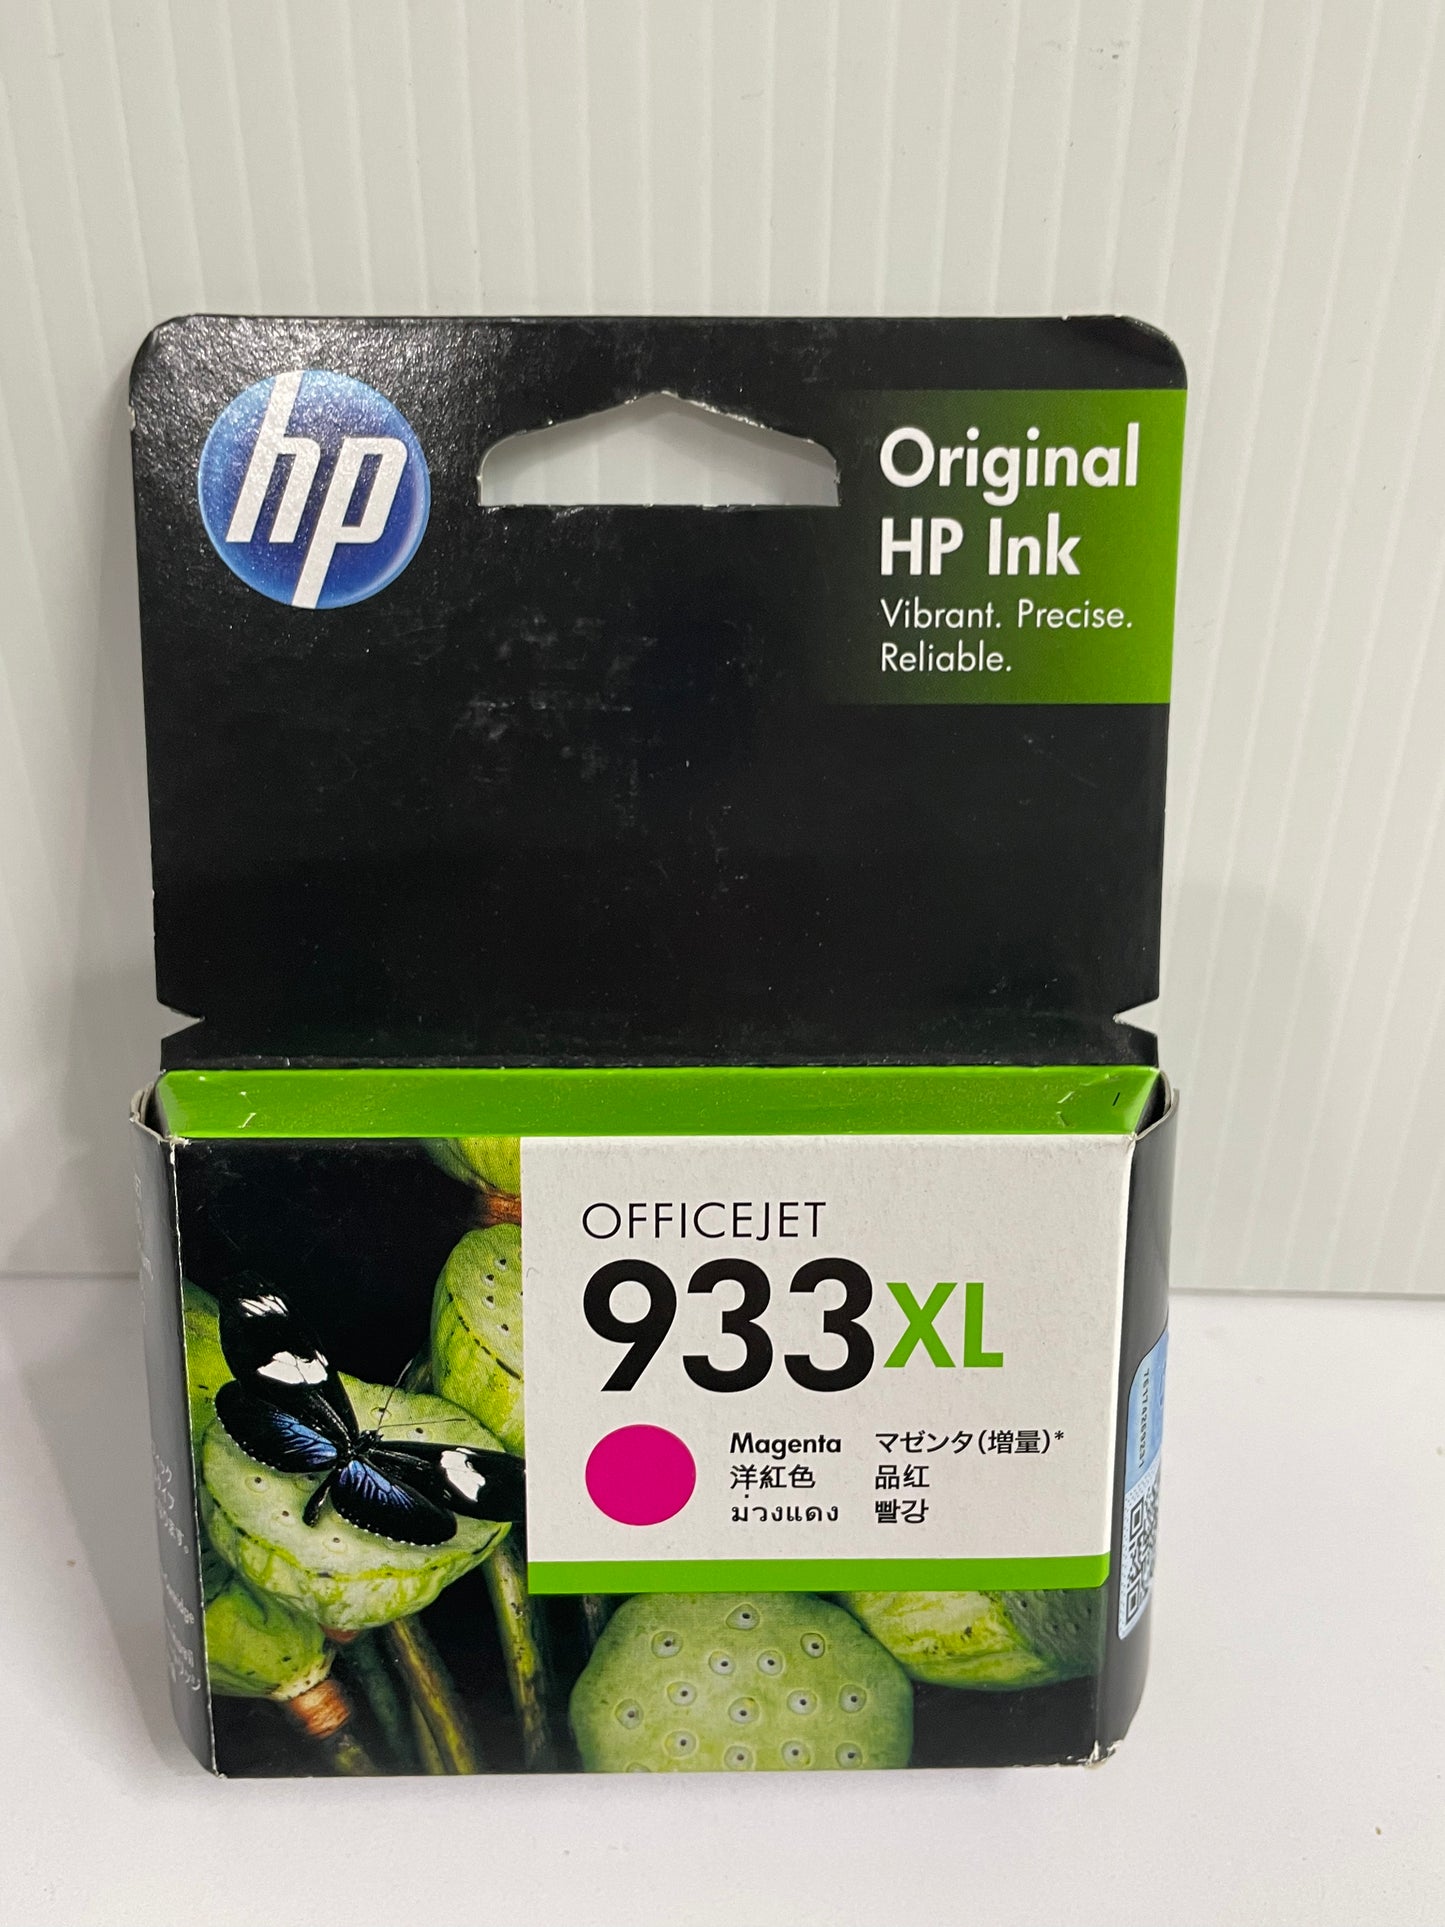 hp
Original
HP Ink
Vibrant. Precise.
Reliable.
OFFICEJET
933XL
Magenta マゼンタ(増量)*
洋紅色 品红
ม่วงแดง 빨강